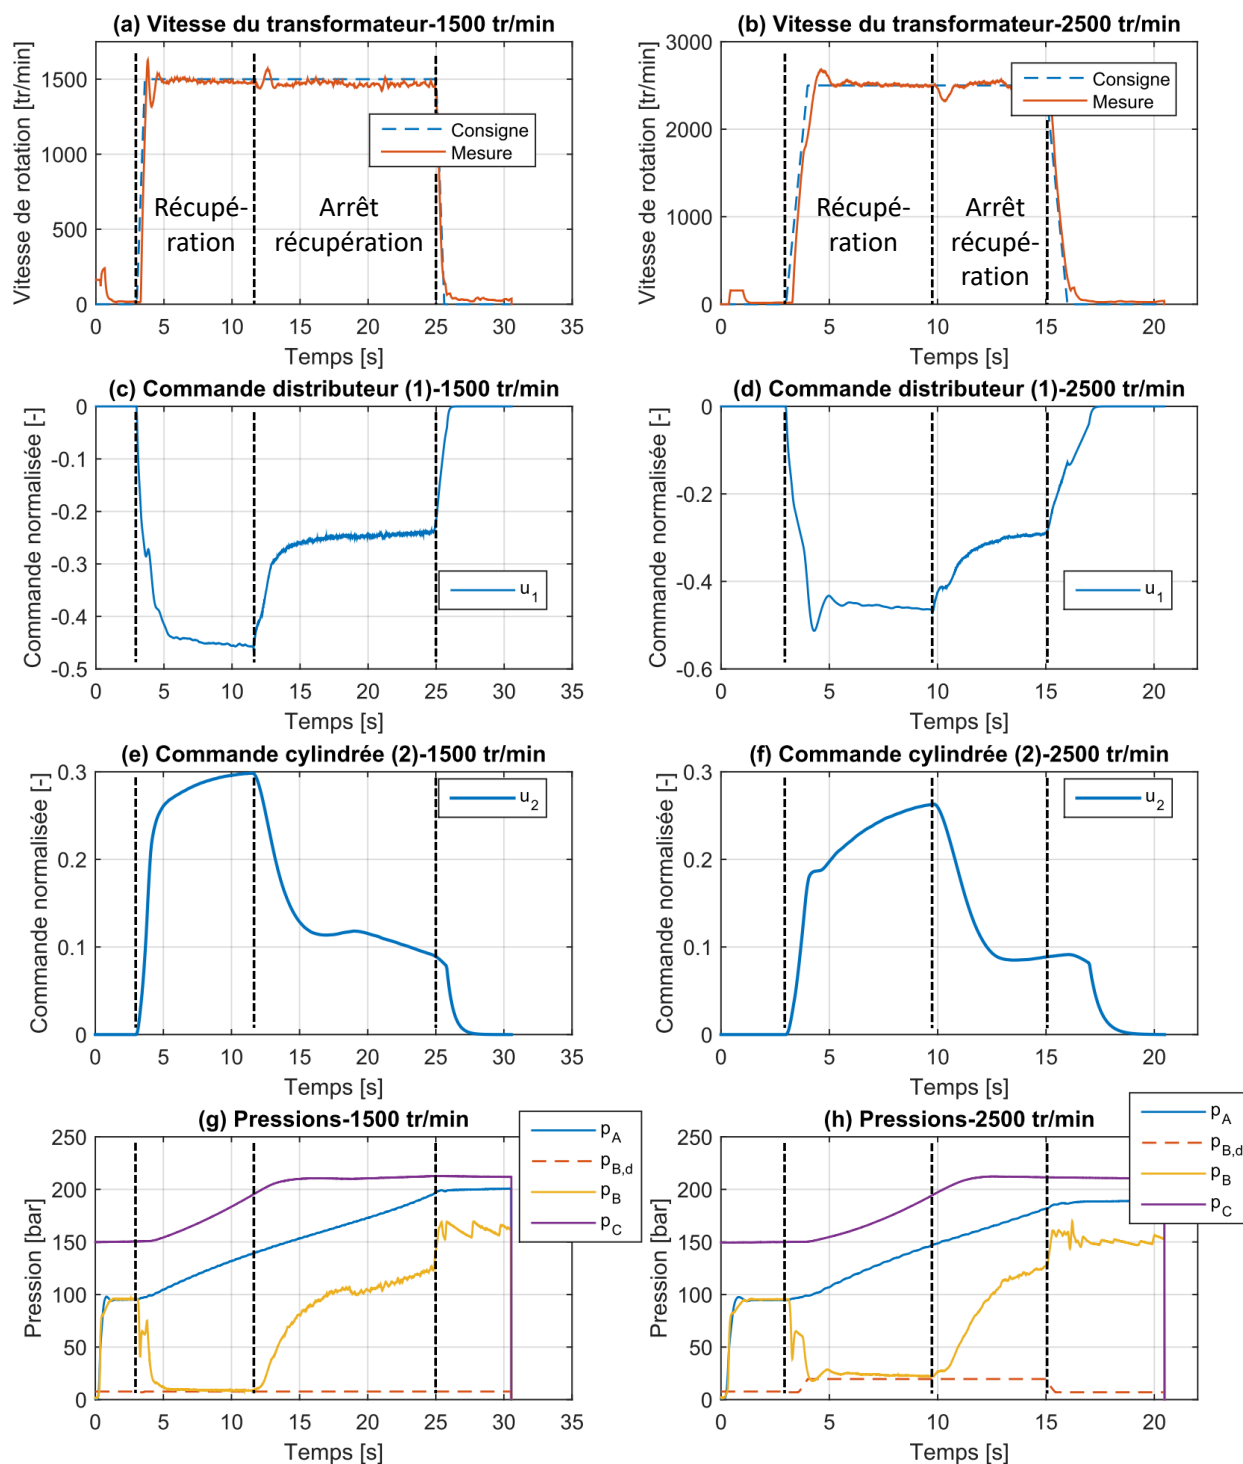 (a) Vitesse du transformateur-1500 tr/min
Vitesse de rotation [tr/min]
1500
1000
500
0
Consigne
Mesure
Récupé-
ration
Arrêt
récupération
0 5 10 15 20 25 30 35
Temps [s]
(b) Vitesse du transformateur-2500 tr/min
Vitesse de rotation [tr/min]
3000
2000
1000
0
Consigne
Mesure
Récupé-
ration
Arrêt
récupé-
ration
0 5 10 15 20
Temps [s]
(c) Commande distributeur (1)-1500 tr/min
Commande normalisée [-]
0
-0.1
-0.2
-0.3
-0.4
-0.5
u1
0 5 10 15 20 25 30 35
Temps [s]
(d) Commande distributeur (1)-2500 tr/min
Commande normalisée [-]
0
-0.2
-0.4
-0.6
u1
0 5 10 15 20
Temps [s]
(e) Commande cylindrée (2)-1500 tr/min
Commande normalisée [-]
0.3
0.2
0.1
0
u2
0 5 10 15 20 25 30 35
Temps [s]
(f) Commande cylindrée (2)-2500 tr/min
Commande normalisée [-]
0.3
0.2
0.1
0
u2
0 5 10 15 20
Temps [s]
(g) Pressions-1500 tr/min
Pression [bar]
250
200
150
100
50
0
pA
pB,d
pB
pC
0 5 10 15 20 25 30 35
Temps [s]
(h) Pressions-2500 tr/min
Pression [bar]
250
200
150
100
50
0
pA
pB,d
pB
pC
0 5 10 15 20
Temps [s]